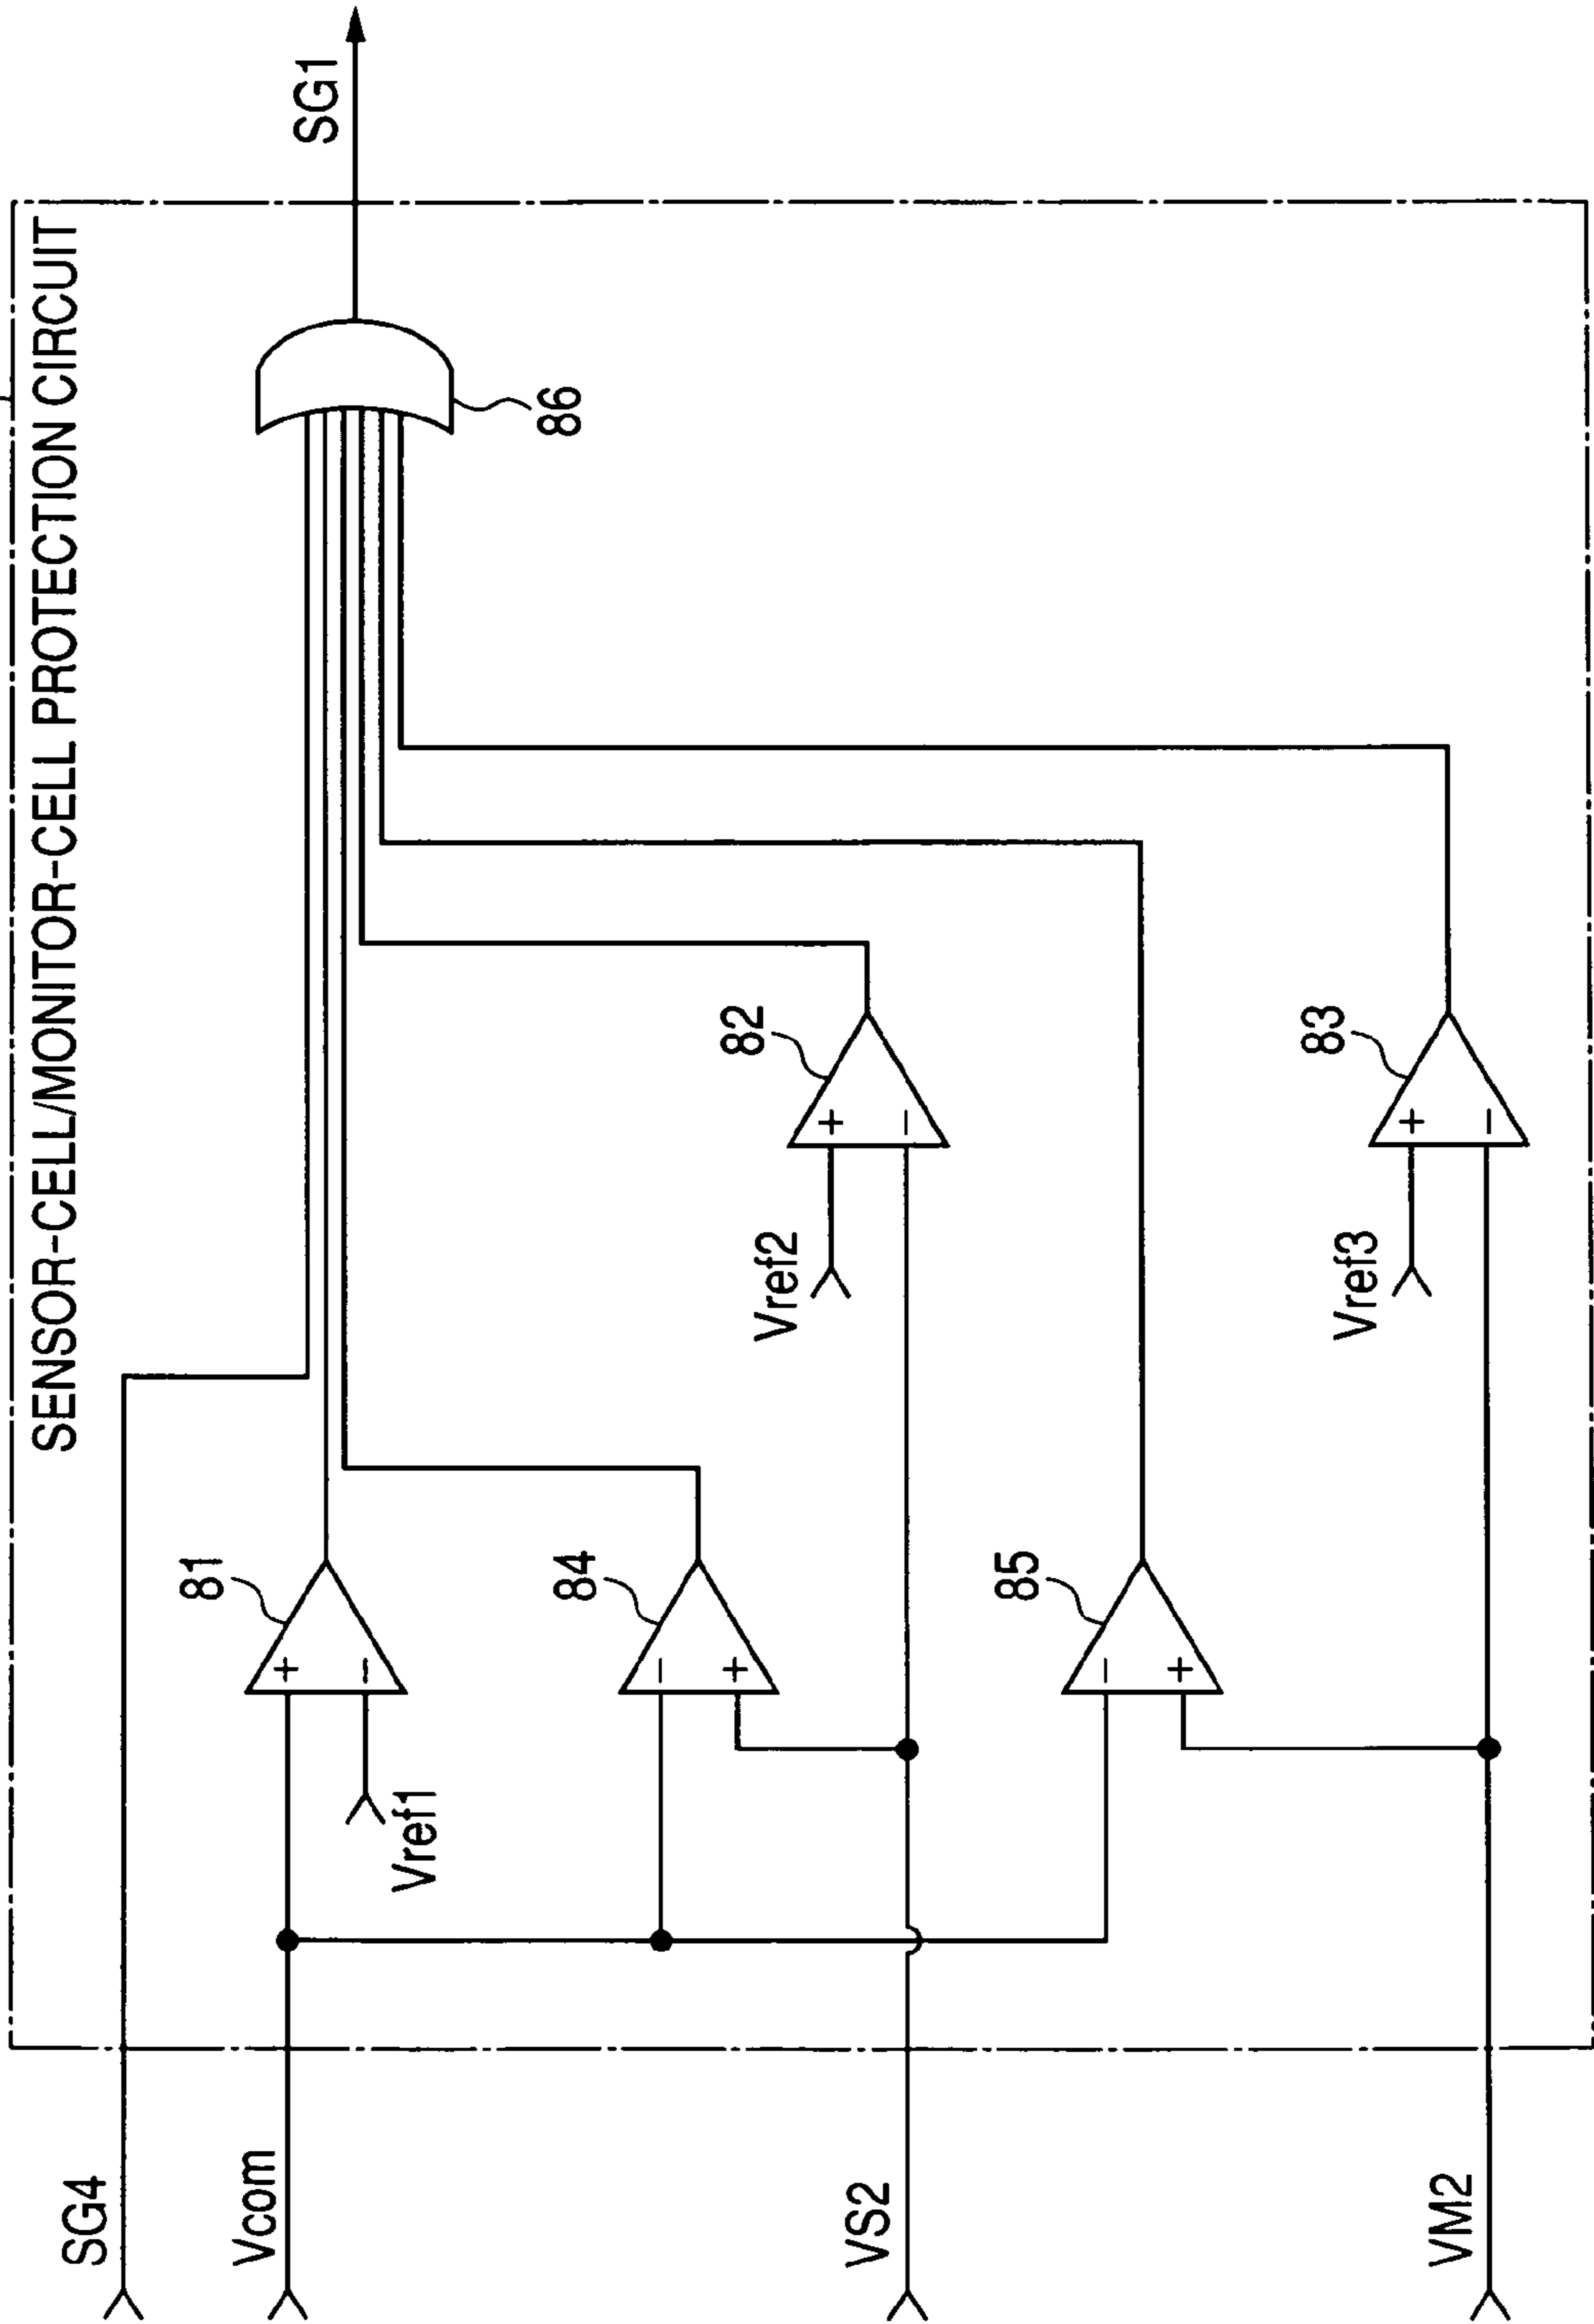 SENSOR-CELL/MONITOR-CELL PROTECTION CIRCUIT
SG4
SG1
Vcom
81
+
−
Vref1
86
84
−
+
82
Vref2
+
−
VS2
85
−
+
83
Vref3
+
−
VM2